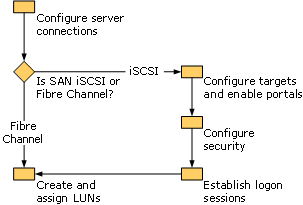 Configure server
connections
Is SAN iSCSI or
Fibre Channel?
iSCSI
Configure targets
and enable portals
Fibre
Channel
Configure
security
Create and
assign LUNs
Establish logon
sessions